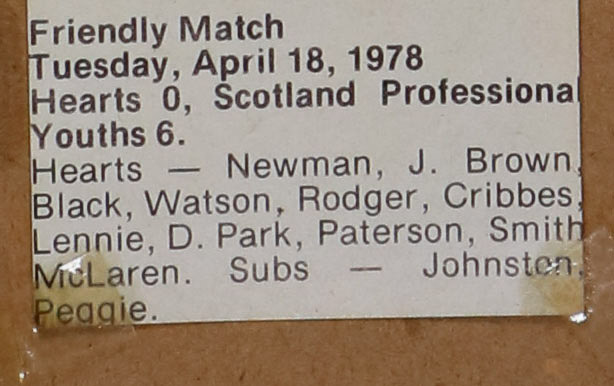 Friendly Match
Tuesday, April 18, 1978
Hearts 0, Scotland Professional
Youths 6.
Hearts — Newman, J. Brown,
Black, Watson, Rodger, Cribbes,
Lennie, D. Park, Paterson, Smith
McLaren. Subs — Johnston,
Peggie.